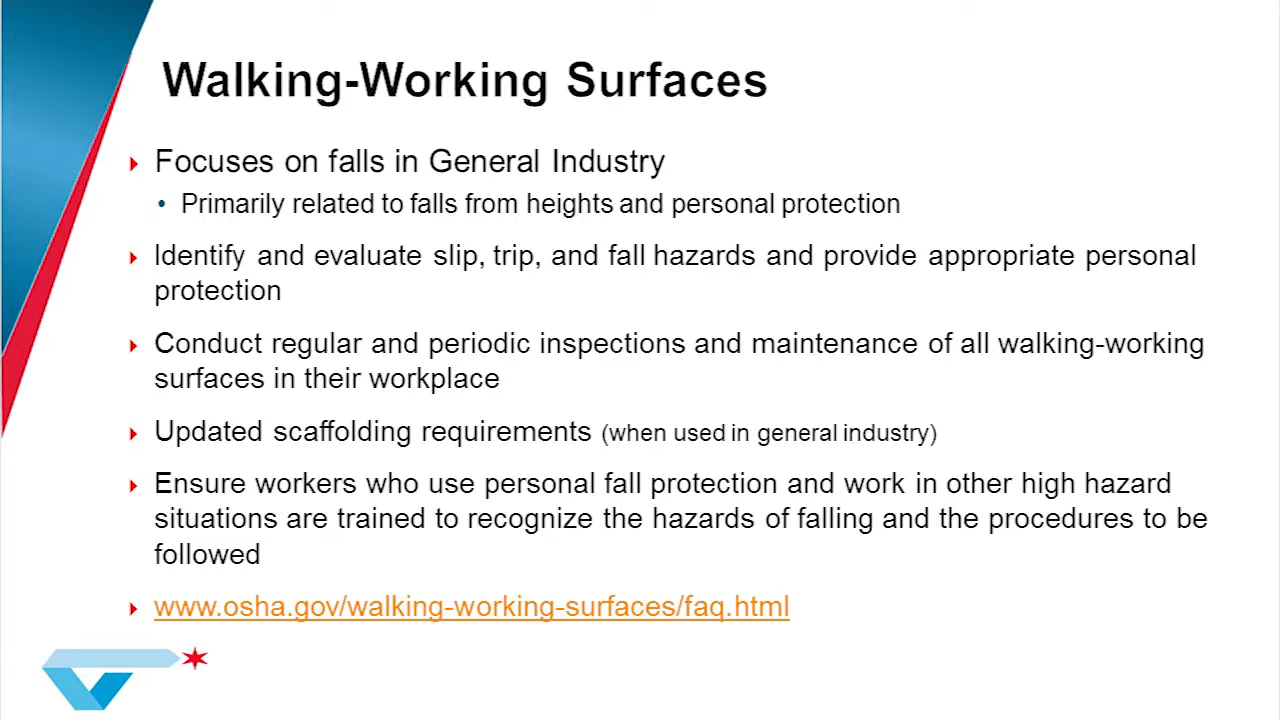 Walking-Working Surfaces
Focuses on falls in General Industry
Primarily related to falls from heights and personal protection
Identify and evaluate slip, trip, and fall hazards and provide appropriate personal
protection
Conduct regular and periodic inspections and maintenance of all walking-working
surfaces in their workplace
Updated scaffolding requirements (when used in general industry)
Ensure workers who use personal fall protection and work in other high hazard
situations are trained to recognize the hazards of falling and the procedures to be
followed
www.osha.gov/walking-working-surfaces/faq.html